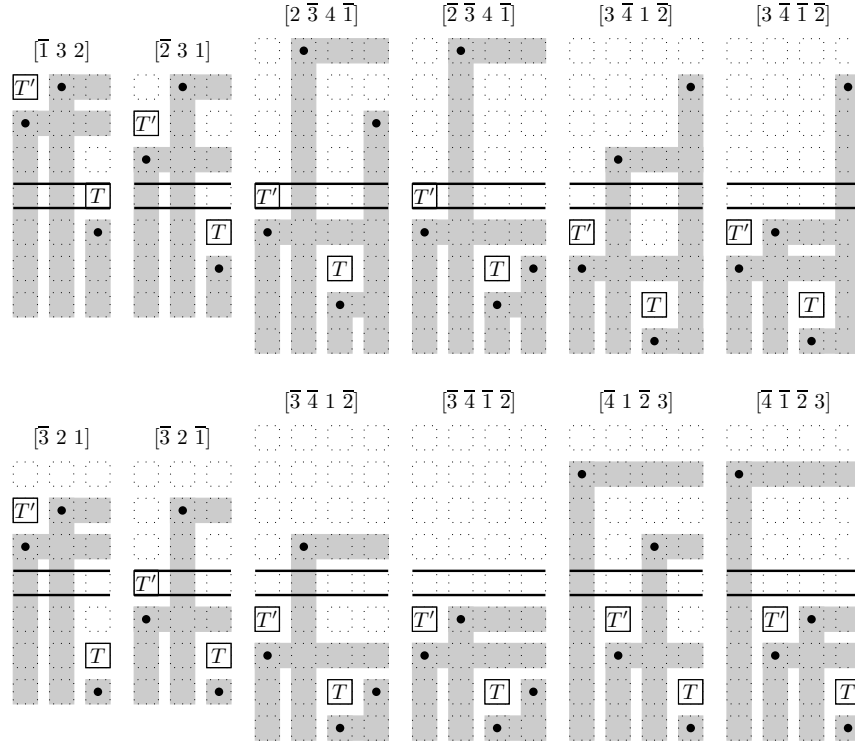 [2 3̅ 4 1̅] [2̅ 3̅ 4 1̅] [3 4̅ 1 2̅] [3 4̅ 1̅ 2̅]
[1̅ 3 2] [2̅ 3 1]
T′
T′
T T′ T′
T T′ T′
T T
T T
[3̅ 4̅ 1 2̅] [3̅ 4̅ 1̅ 2̅] [4̅ 1 2̅ 3] [4̅ 1̅ 2̅ 3]
[3̅ 2 1] [3̅ 2 1̅]
T′
T′
T′ T′ T′ T′
T T
T T T T